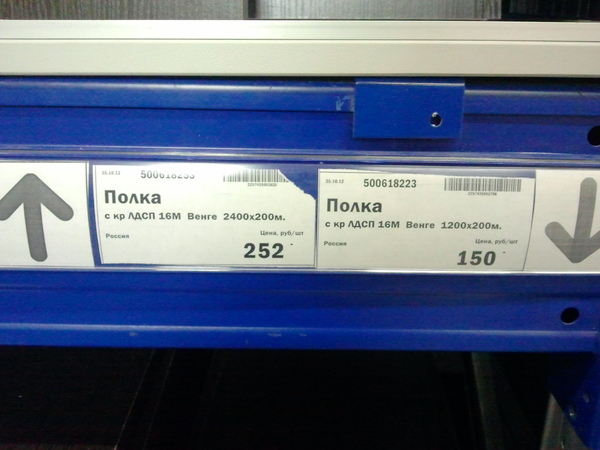 500618253
Полка
с кр ЛДСП 16М Венге 2400х200м.
Россия
Цена, руб/шт
252
500618223
Полка
с кр ЛДСП 16М Венге 1200х200м.
Россия
Цена, руб/шт
150